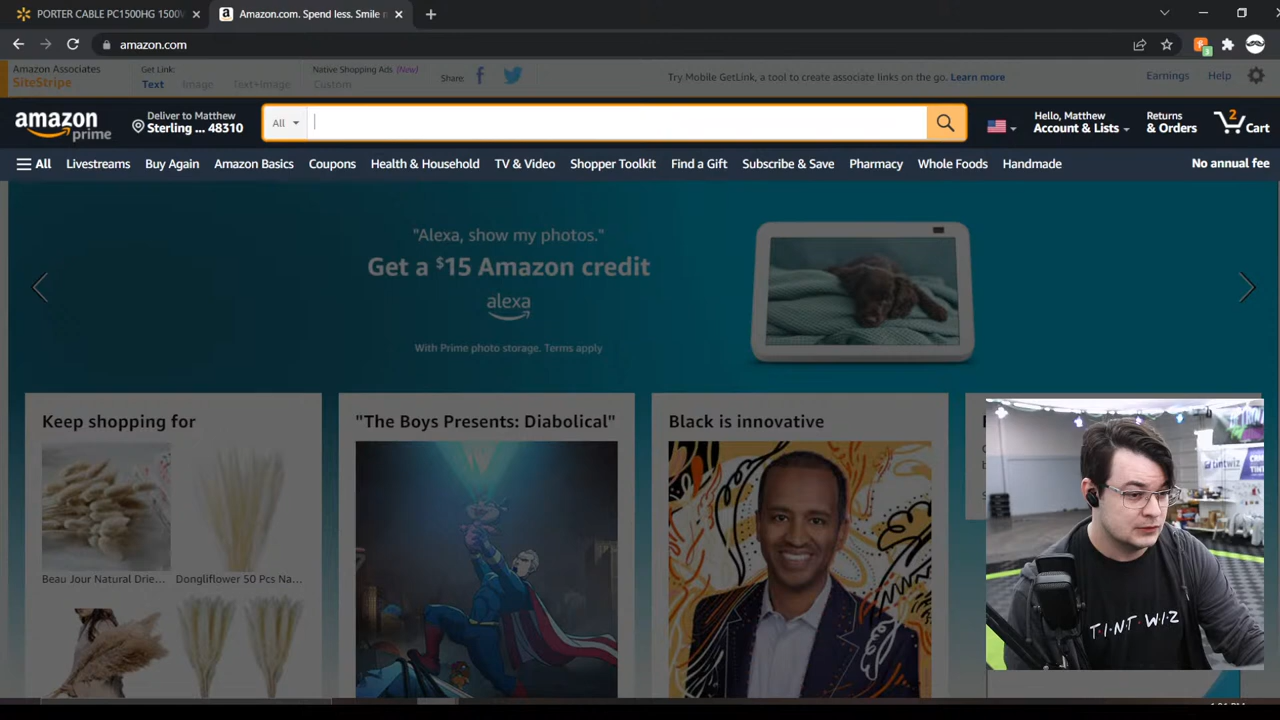 PORTER CABLE PC1500HG 1500W
Amazon.com. Spend less. Smile
amazon.com
Amazon Associates
SiteStripe
Get Link:
Text Image Text+Image
Native Shopping Ads (New)
Custom
Share:
Try Mobile GetLink, a tool to create associate links on the go. Learn more
Earnings Help
amazon
prime
Deliver to Matthew
Sterling ... 48310
All
Hello, Matthew
Account & Lists
Returns
& Orders
2
Cart
All Livestreams Buy Again Amazon Basics Coupons Health & Household TV & Video Shopper Toolkit Find a Gift Subscribe & Save Pharmacy Whole Foods Handmade No annual fee
"Alexa, show my photos."
Get a $15 Amazon credit
alexa
With Prime photo storage. Terms apply
Keep shopping for
"The Boys Presents: Diabolical"
Black is innovative
Beau Jour Natural Drie...
Dongliflower 50 Pcs Na...
tintwiz
T·I·N·T W·I·Z